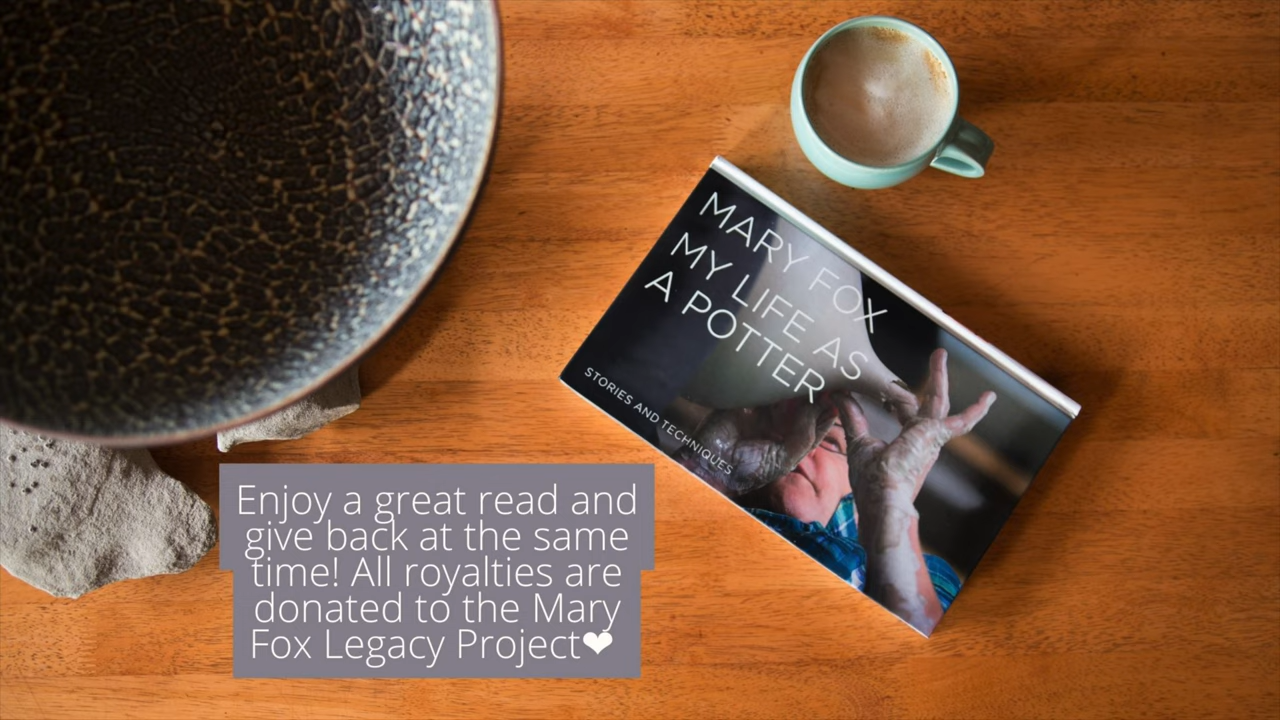 MARY FOX
MY LIFE AS
A POTTER
STORIES AND TECHNIQUES
Enjoy a great read and
give back at the same
time! All royalties are
donated to the Mary
Fox Legacy Project❤